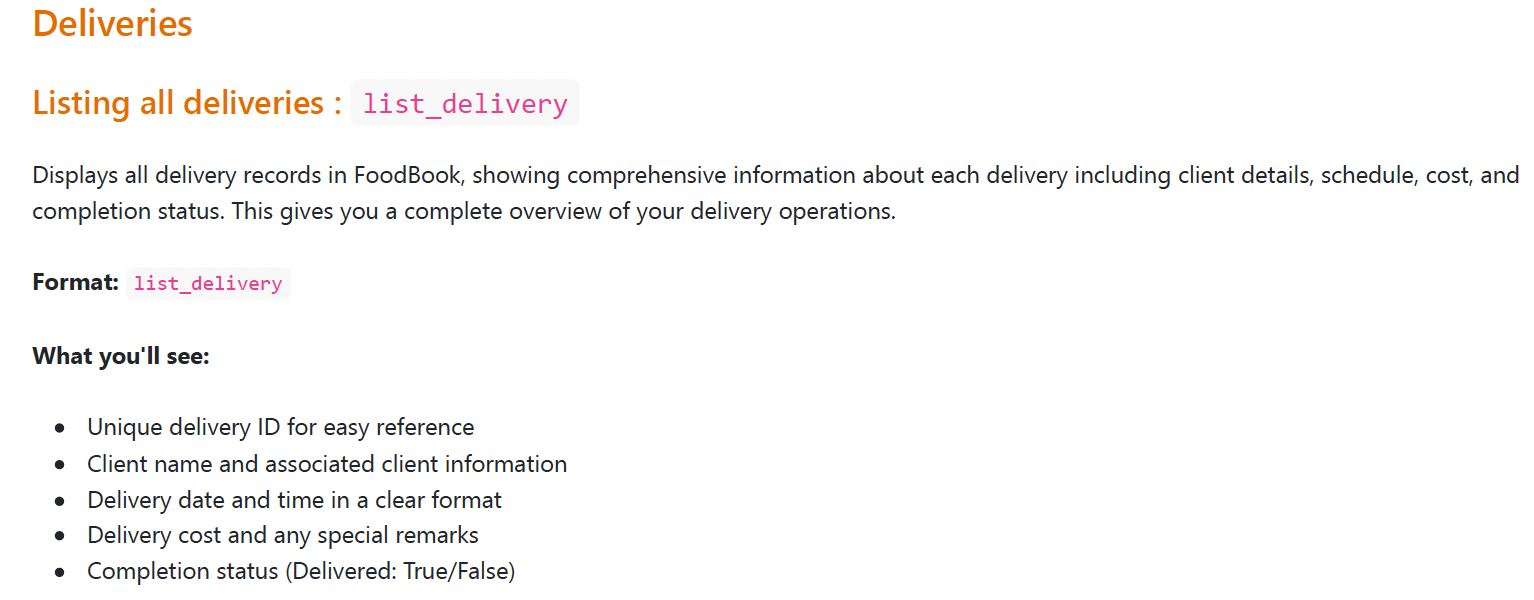 Deliveries
Listing all deliveries : list_delivery
Displays all delivery records in FoodBook, showing comprehensive information about each delivery including client details, schedule, cost, and
completion status. This gives you a complete overview of your delivery operations.
Format: list_delivery
What you'll see:
• Unique delivery ID for easy reference
• Client name and associated client information
• Delivery date and time in a clear format
• Delivery cost and any special remarks
• Completion status (Delivered: True/False)